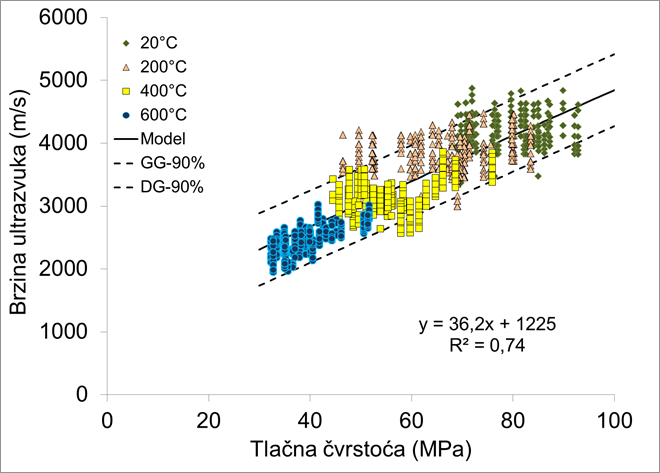 6000
5000
4000
3000
2000
1000
0
Brzina ultrazvuka (m/s)
20°C
200°C
400°C
600°C
Model
GG-90%
DG-90%
y = 36,2x + 1225
R² = 0,74
0 20 40 60 80 100
Tlačna čvrstoća (MPa)